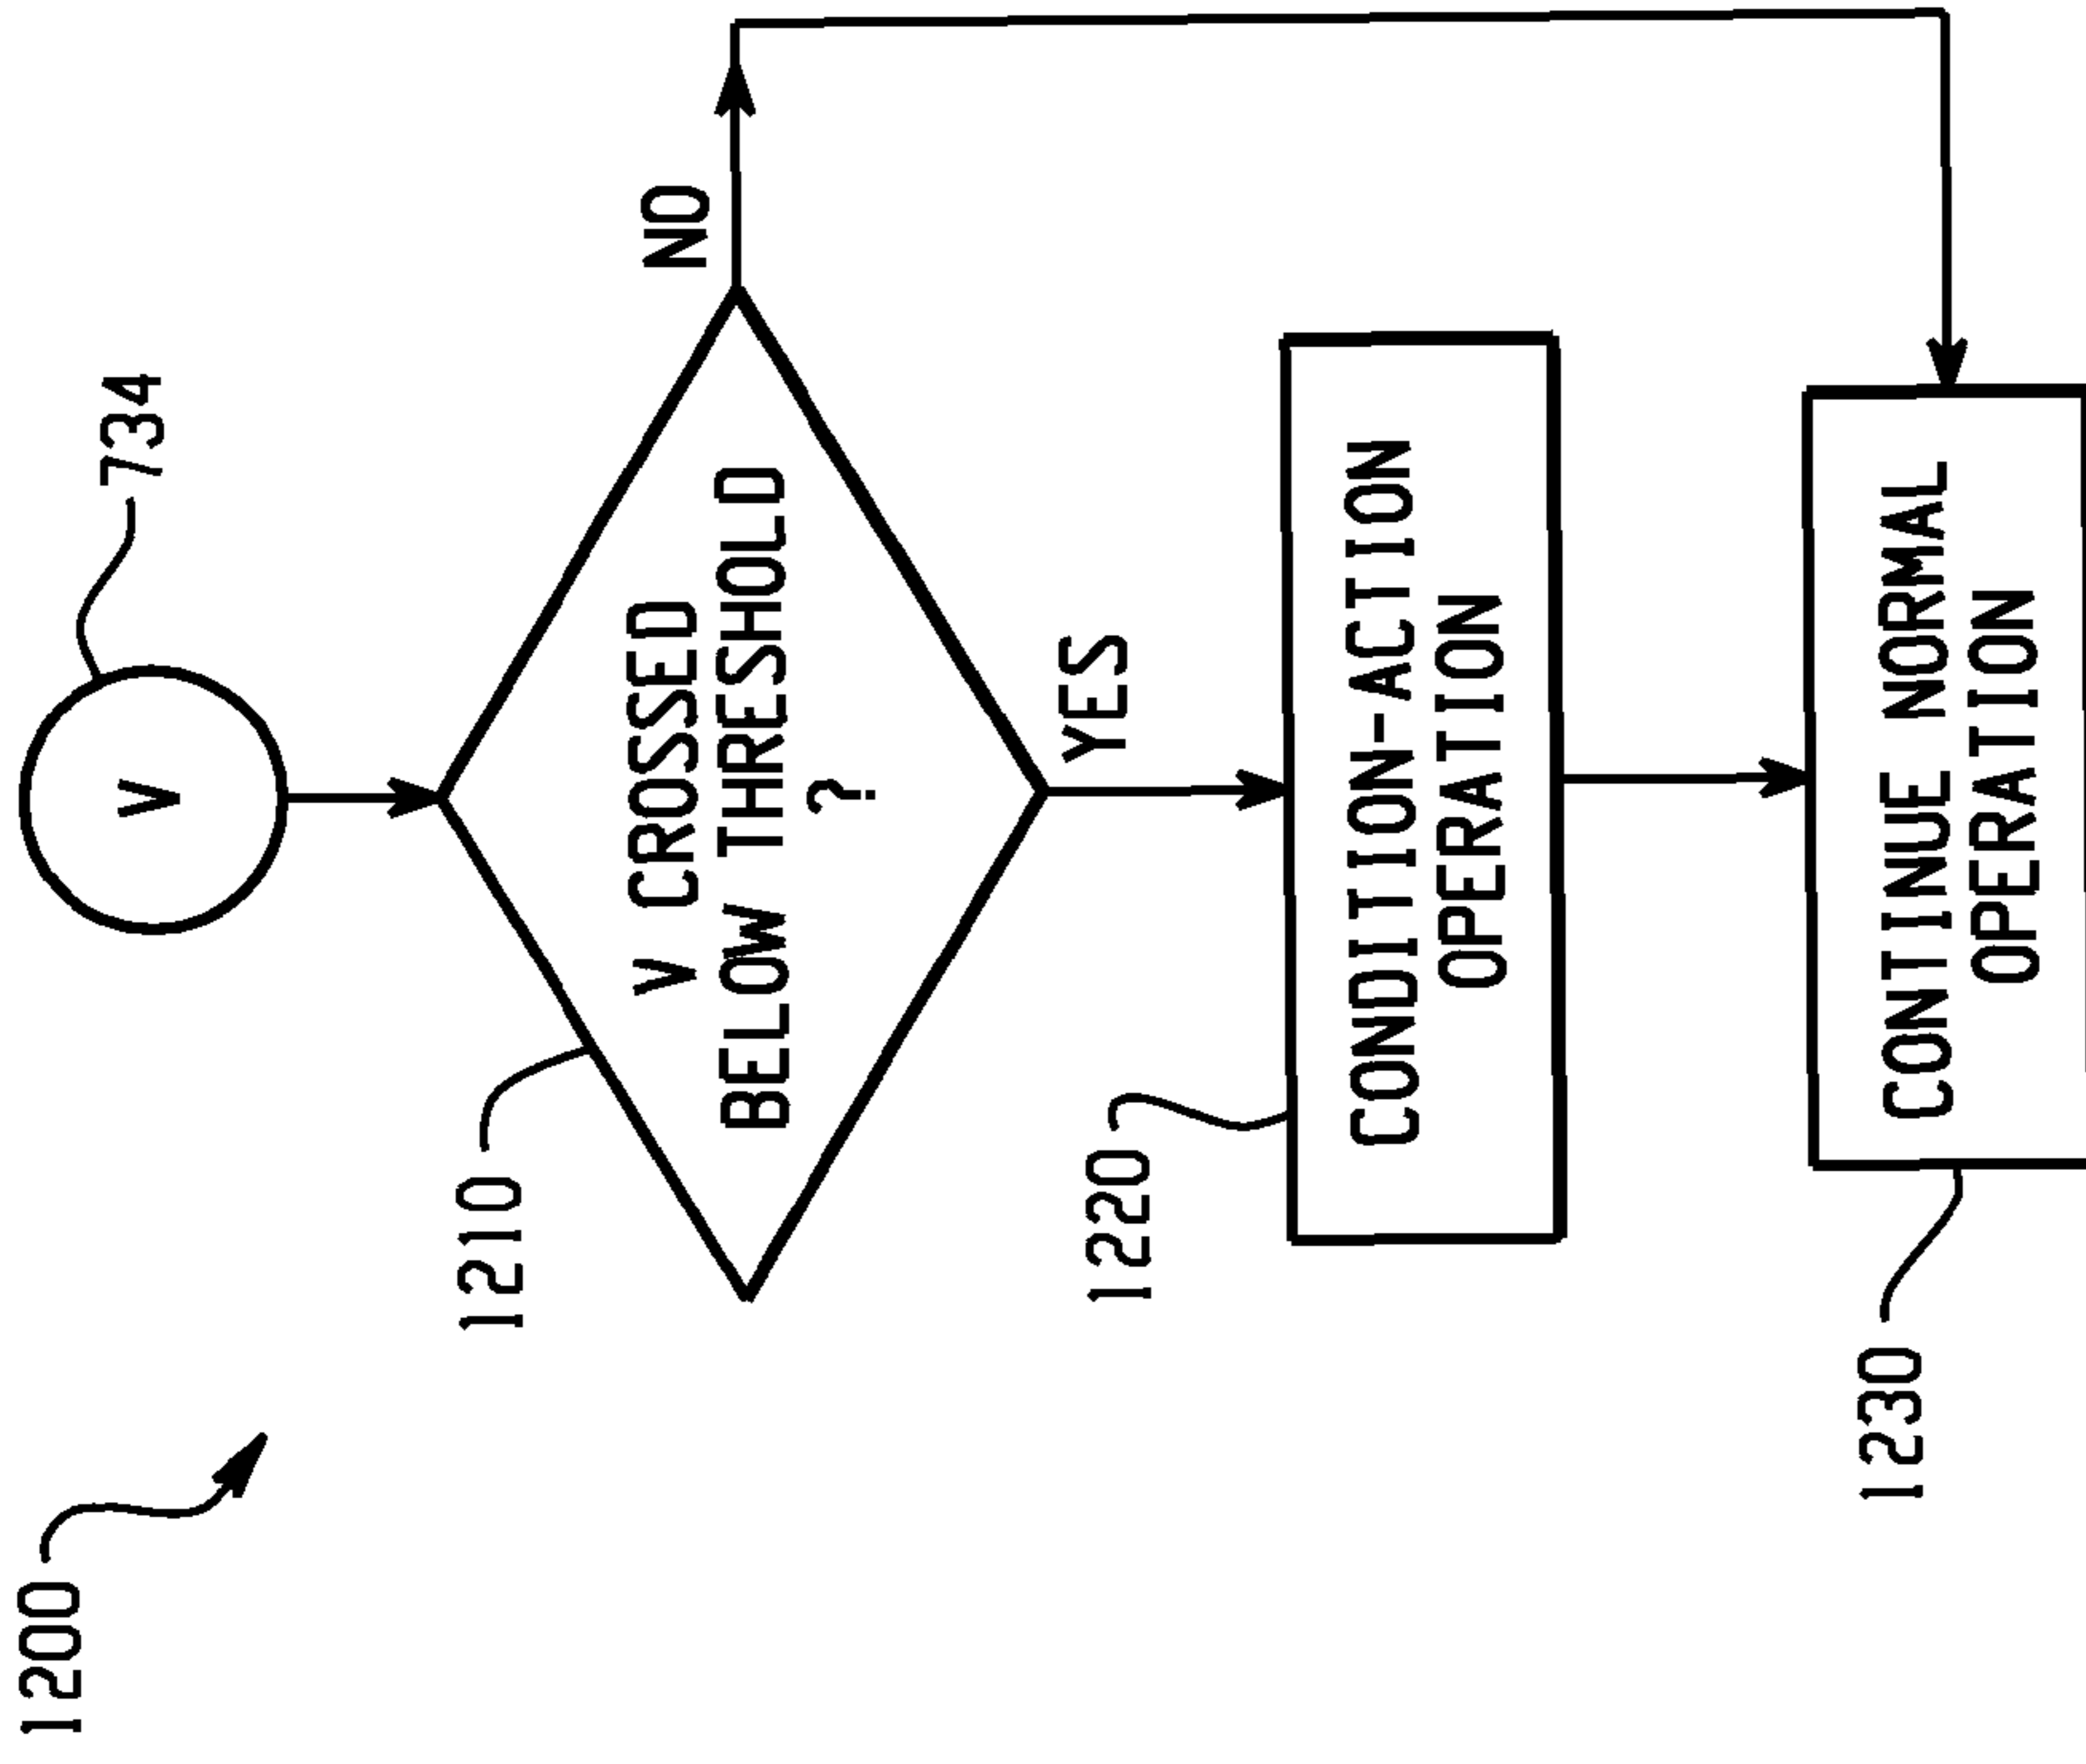 1200
V
734
1210
V CROSSED
BELOW THRESHOLD
?
NO
YES
1220
CONDITION-ACTION
OPERATION
1230
CONTINUE NORMAL
OPERATION